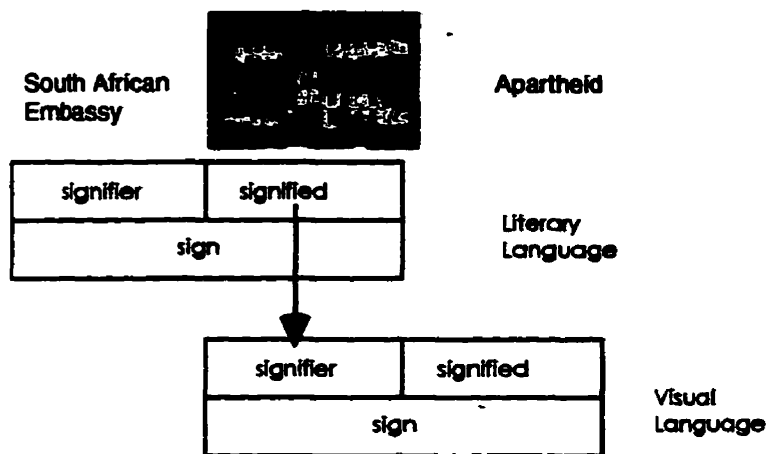 South African
Embassy
Apartheid
signifier signified
sign
Literary
Language
signifier signified
sign
Visual
Language